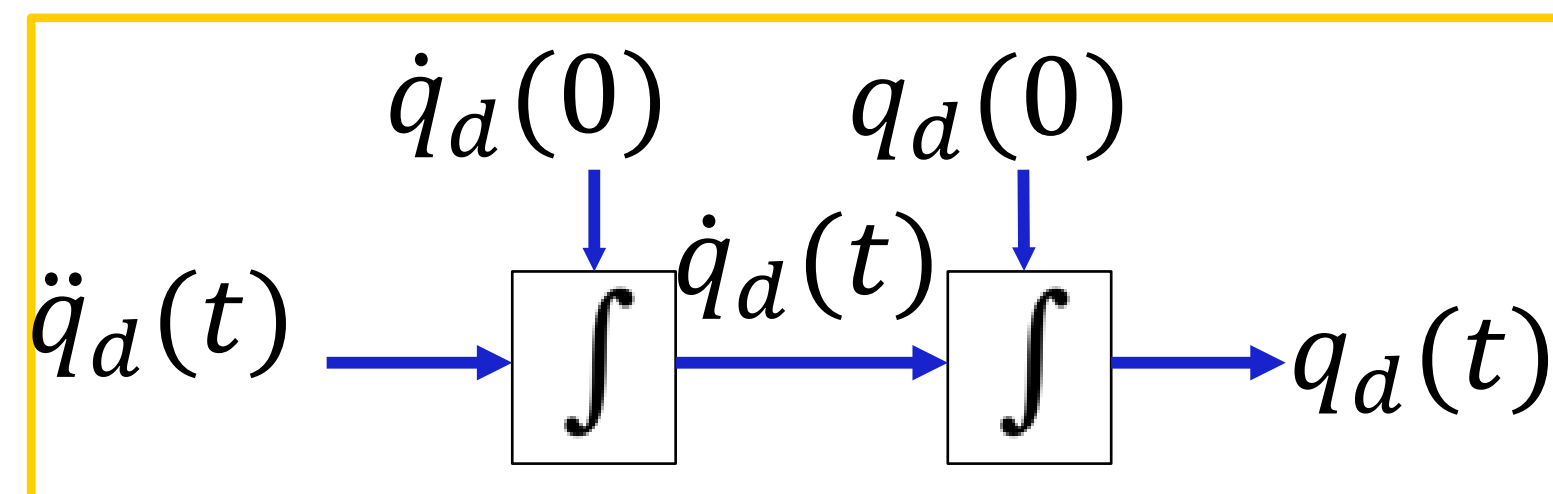 q̇_d(0) q_d(0)
q̈_d(t) ∫ q̇_d(t) ∫ q_d(t)